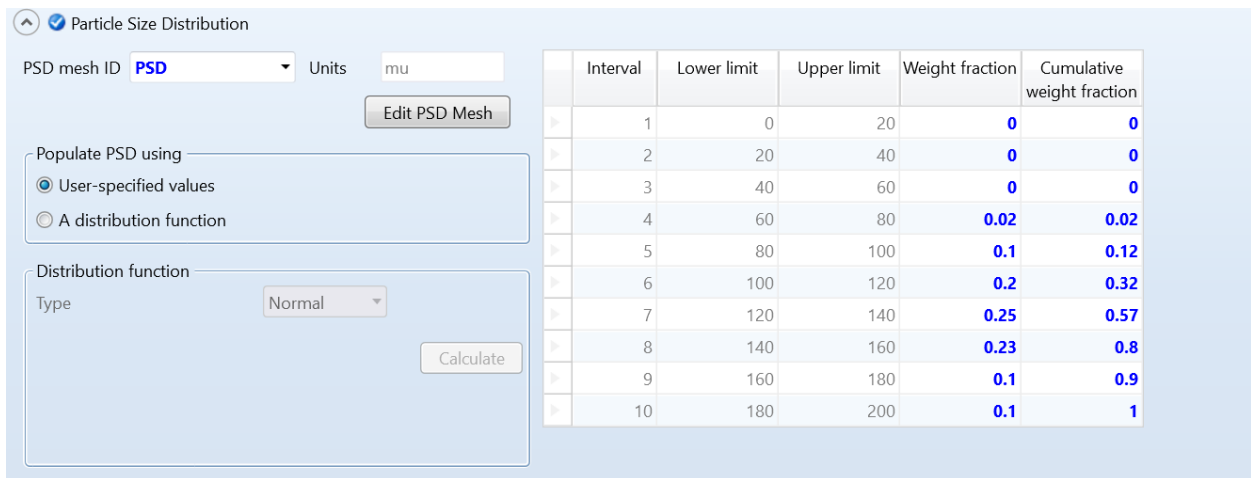 Particle Size Distribution
PSD mesh ID PSD Units mu
Edit PSD Mesh
Populate PSD using
User-specified values
A distribution function
Distribution function
Type Normal
Calculate
Interval Lower limit Upper limit Weight fraction Cumulative weight fraction
1 0 20 0 0
2 20 40 0 0
3 40 60 0 0
4 60 80 0.02 0.02
5 80 100 0.1 0.12
6 100 120 0.2 0.32
7 120 140 0.25 0.57
8 140 160 0.23 0.8
9 160 180 0.1 0.9
10 180 200 0.1 1